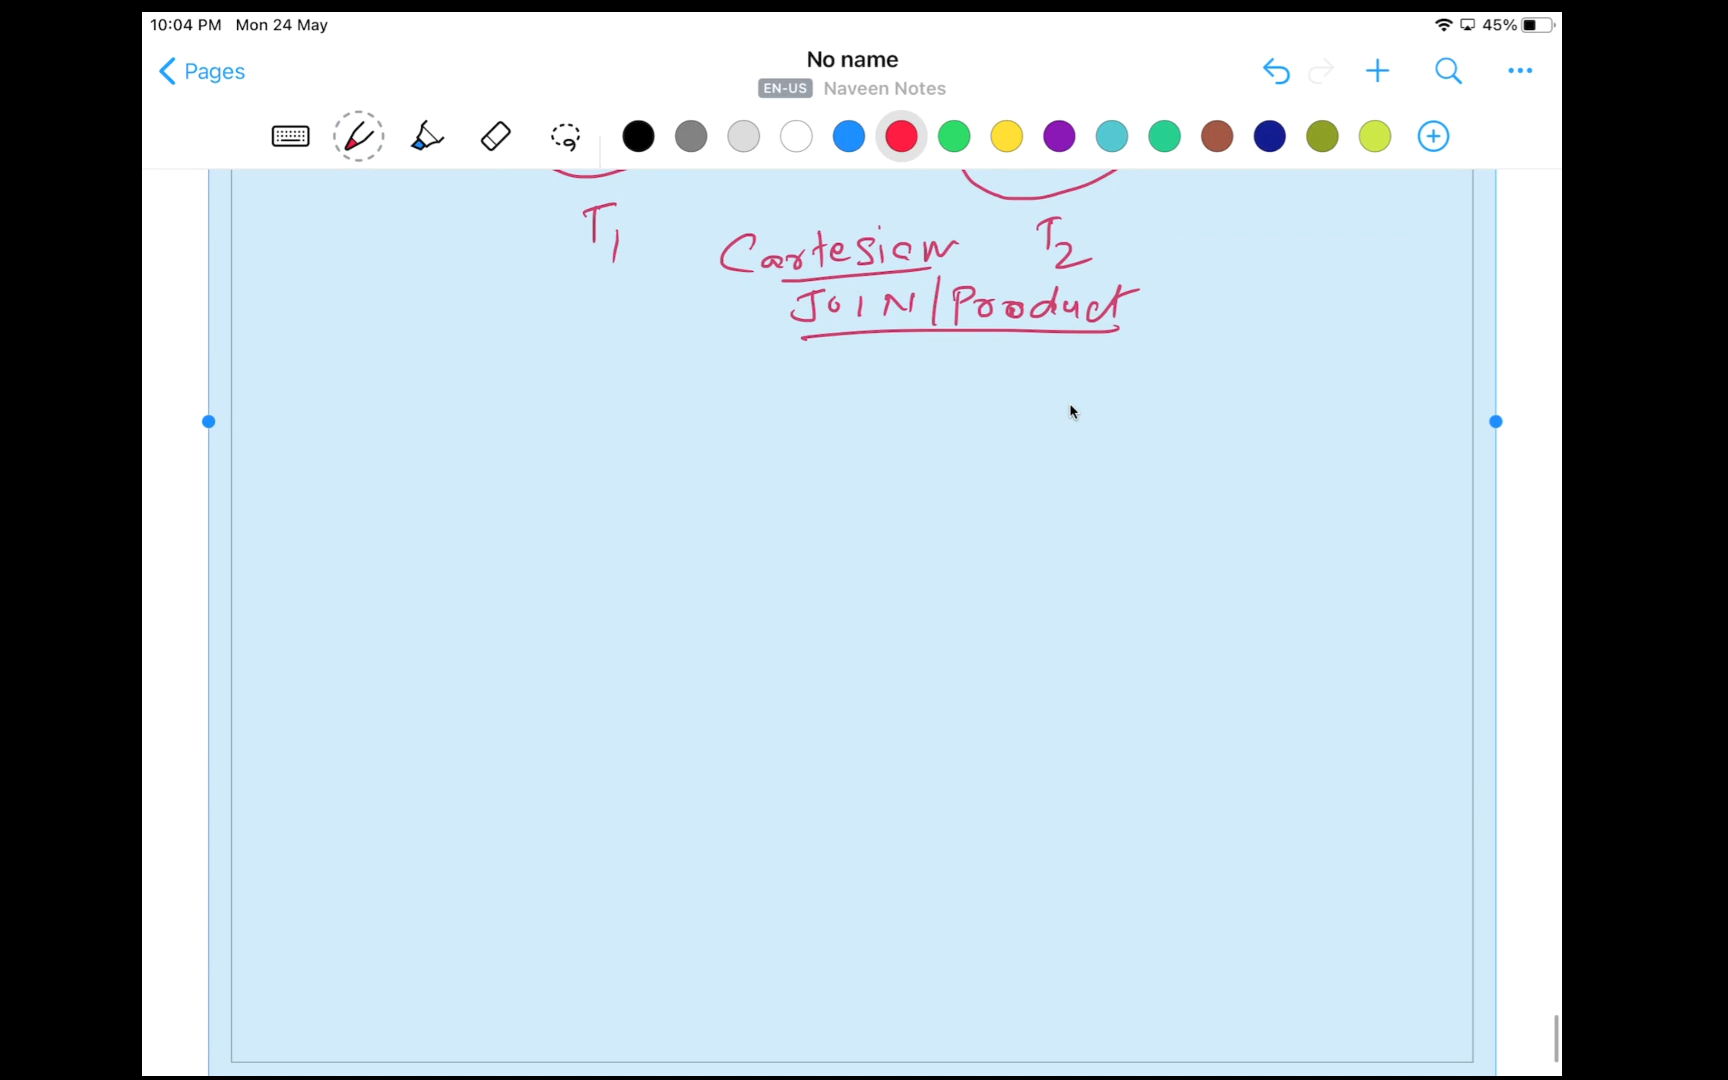 10:04 PM Mon 24 May
45%
Pages
No name
EN-US Naveen Notes
T1
T2
Cartesian
JOIN/Product